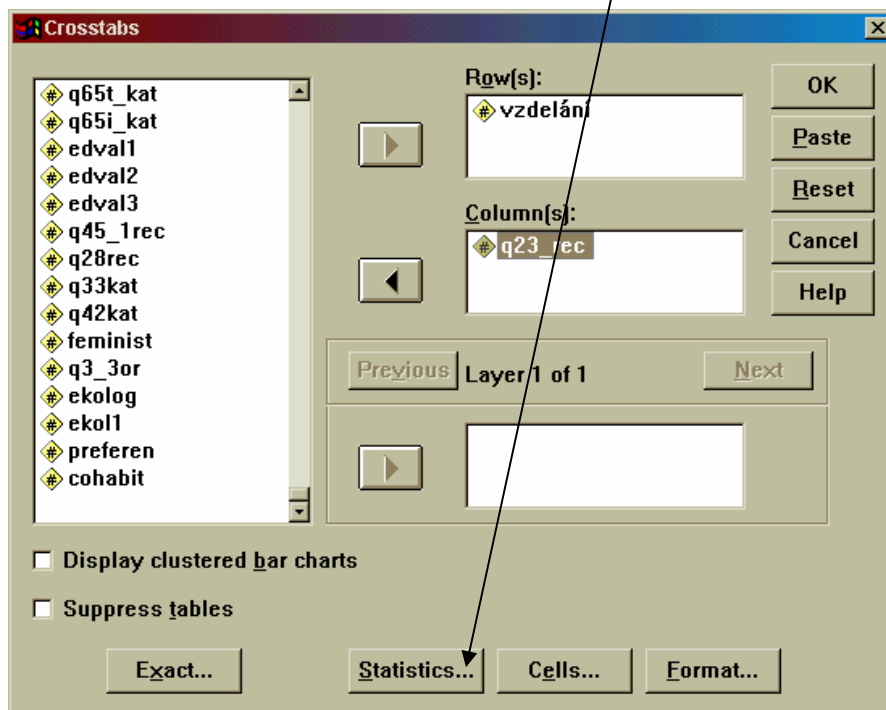 Crosstabs
q65t_kat
q65i_kat
edval1
edval2
edval3
q45_1rec
q28rec
q33kat
q42kat
feminist
q3_3or
ekolog
ekol1
preferen
cohabit
Row(s):
vzdelání
Column(s):
q23_rec
Previous Layer 1 of 1 Next
OK
Paste
Reset
Cancel
Help
Display clustered bar charts
Suppress tables
Exact... Statistics... Cells... Format...